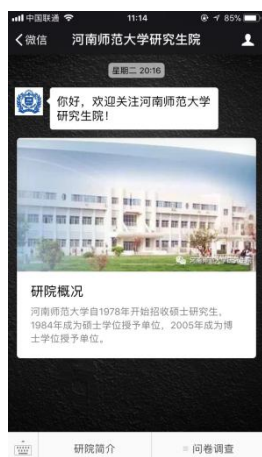 中国联通
11:14
85%
微信
河南师范大学研究生院
星期二 20:16
你好，欢迎关注河南师范大学
研究生院！
研院概况
河南师范大学自1978年开始招收硕士研究生，
1984年成为硕士学位授予单位，2005年成为博
士学位授予单位。
研院简介
问卷调查